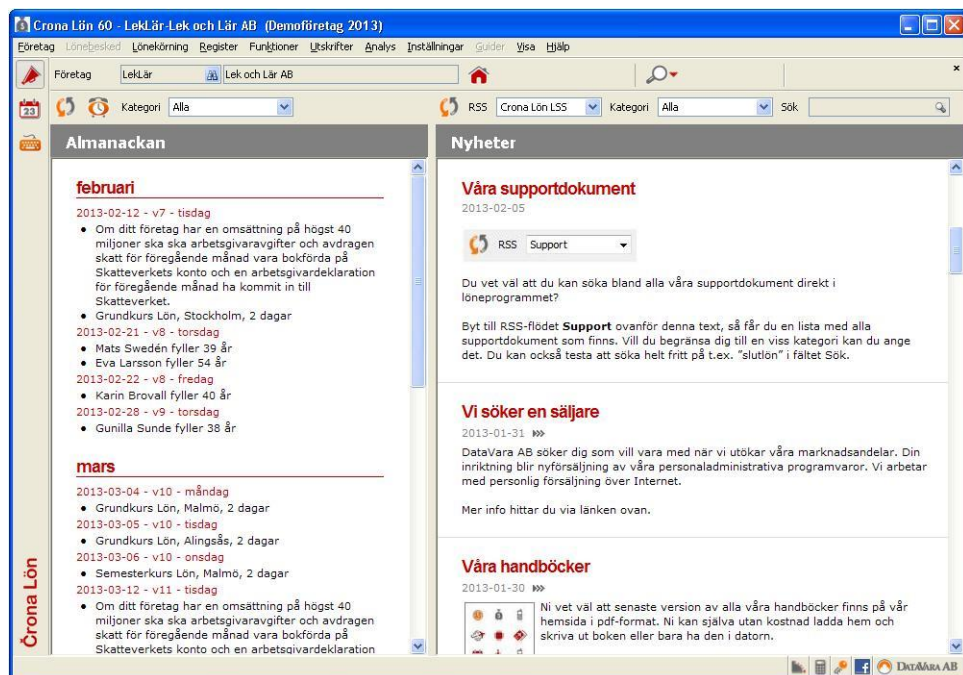 Crona Lön 60 - LekLär-Lek och Lär AB (Demoföretag 2013)
Företag Lönebesked Lönekörning Register Funktioner Utskrifter Analys Inställningar Guider Visa Hjälp
Företag LekLär Lek och Lär AB
23
Kategori Alla
RSS Crona Lön LSS Kategori Alla Sök
Almanackan
februari
2013-02-12 - v7 - tisdag
Om ditt företag har en omsättning på högst 40
miljoner ska ska arbetsgivaravgifter och avdragen
skatt för föregående månad vara bokförda på
Skatteverkets konto och en arbetsgivardeklaration
för föregående månad ha kommit in till
Skatteverket.
Grundkurs Lön, Stockholm, 2 dagar
2013-02-21 - v8 - torsdag
Mats Swedén fyller 39 år
Eva Larsson fyller 54 år
2013-02-22 - v8 - fredag
Karin Brovall fyller 40 år
2013-02-28 - v9 - torsdag
Gunilla Sunde fyller 38 år
mars
2013-03-04 - v10 - måndag
Grundkurs Lön, Malmö, 2 dagar
2013-03-05 - v10 - tisdag
Grundkurs Lön, Alingsås, 2 dagar
2013-03-06 - v10 - onsdag
Semesterkurs Lön, Malmö, 2 dagar
2013-03-12 - v11 - tisdag
Om ditt företag har en omsättning på högst 40
miljoner ska ska arbetsgivaravgifter och avdragen
skatt för föregående månad vara bokförda på
Skatteverkets konto och en arbetsgivardeklaration
Nyheter
Våra supportdokument
2013-02-05
RSS Support
Du vet väl att du kan söka bland alla våra supportdokument direkt i
löneprogrammet?
Byt till RSS-flödet Support ovanför denna text, så får du en lista med alla
supportdokument som finns. Vill du begränsa dig till en viss kategori kan du ange
det. Du kan också testa att söka helt fritt på t.ex. "slutlön" i fältet Sök.
Vi söker en säljare
2013-01-31
DataVara AB söker dig som vill vara med när vi utökar våra marknadsandelar. Din
inriktning blir nyförsäljning av våra personaladministrativa programvaror. Vi arbetar
med personlig försäljning över Internet.
Mer info hittar du via länken ovan.
Våra handböcker
2013-01-30
Ni vet väl att senaste version av alla våra handböcker finns på vår
hemsida i pdf-format. Ni kan själva utan kostnad ladda hem och
skriva ut boken eller bara ha den i datorn.
Crona Lön
DATAVARA AB